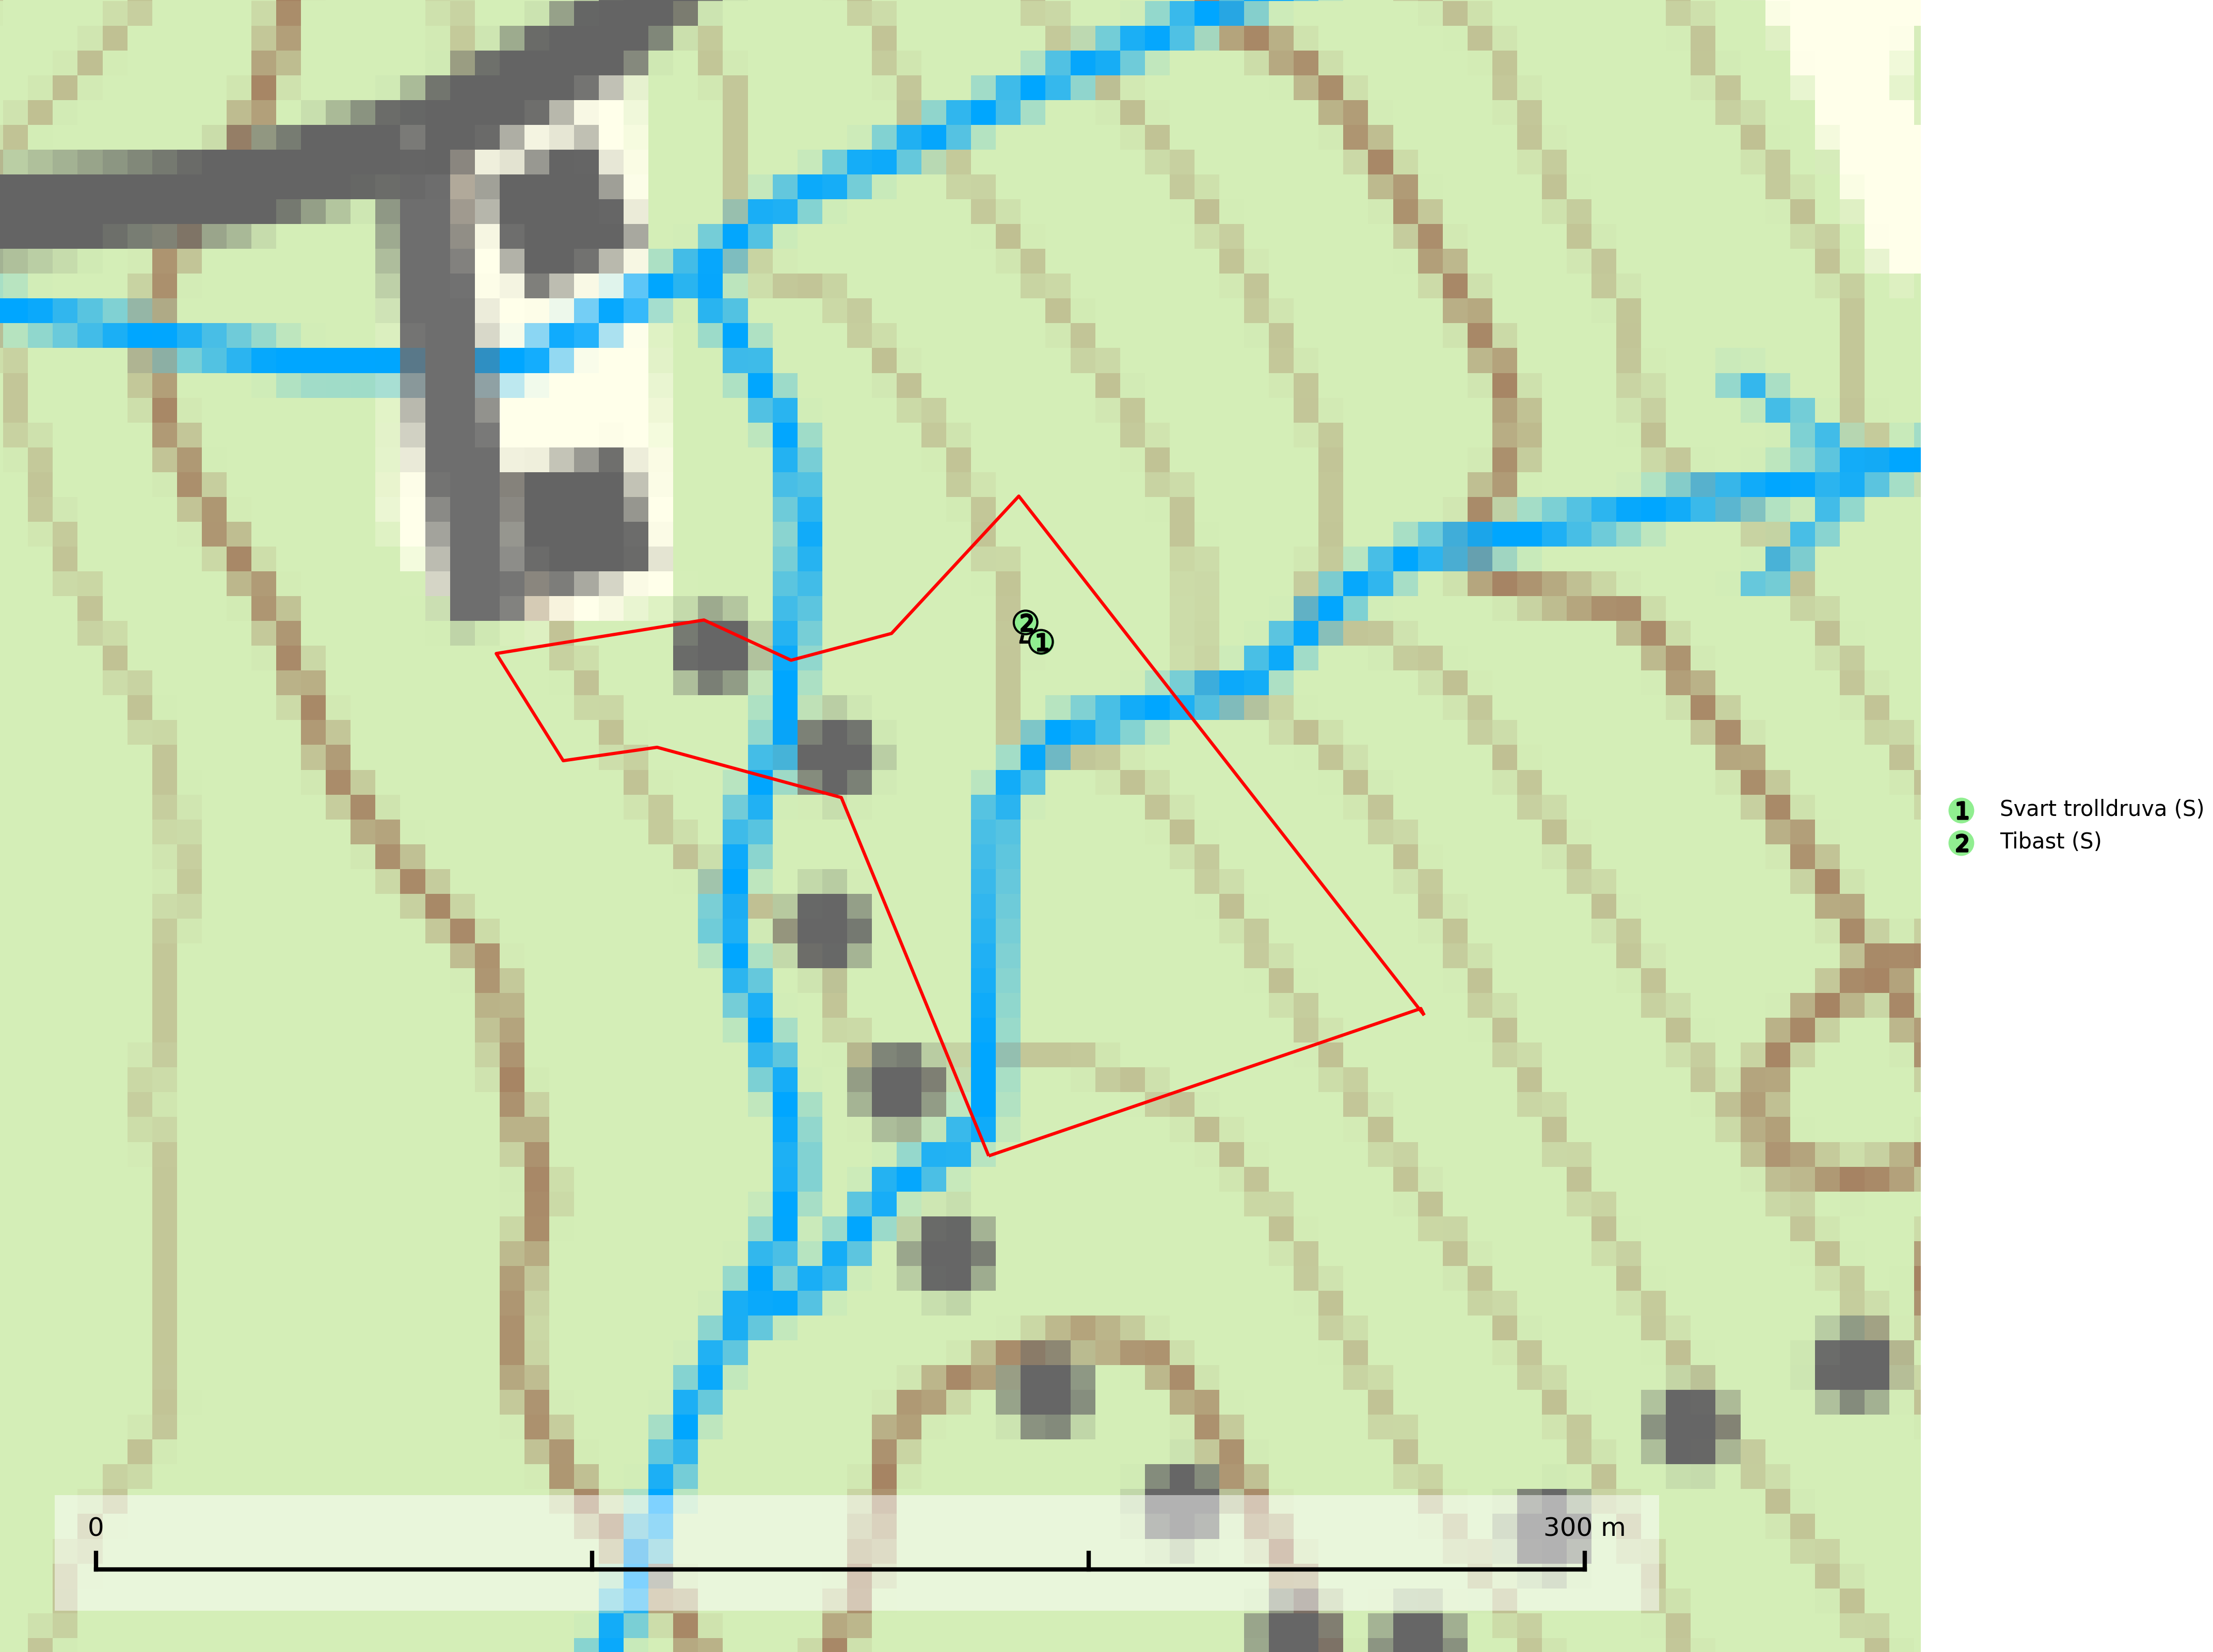 2
1
1 Svart trolldruva (S)
2 Tibast (S)
0 300 m